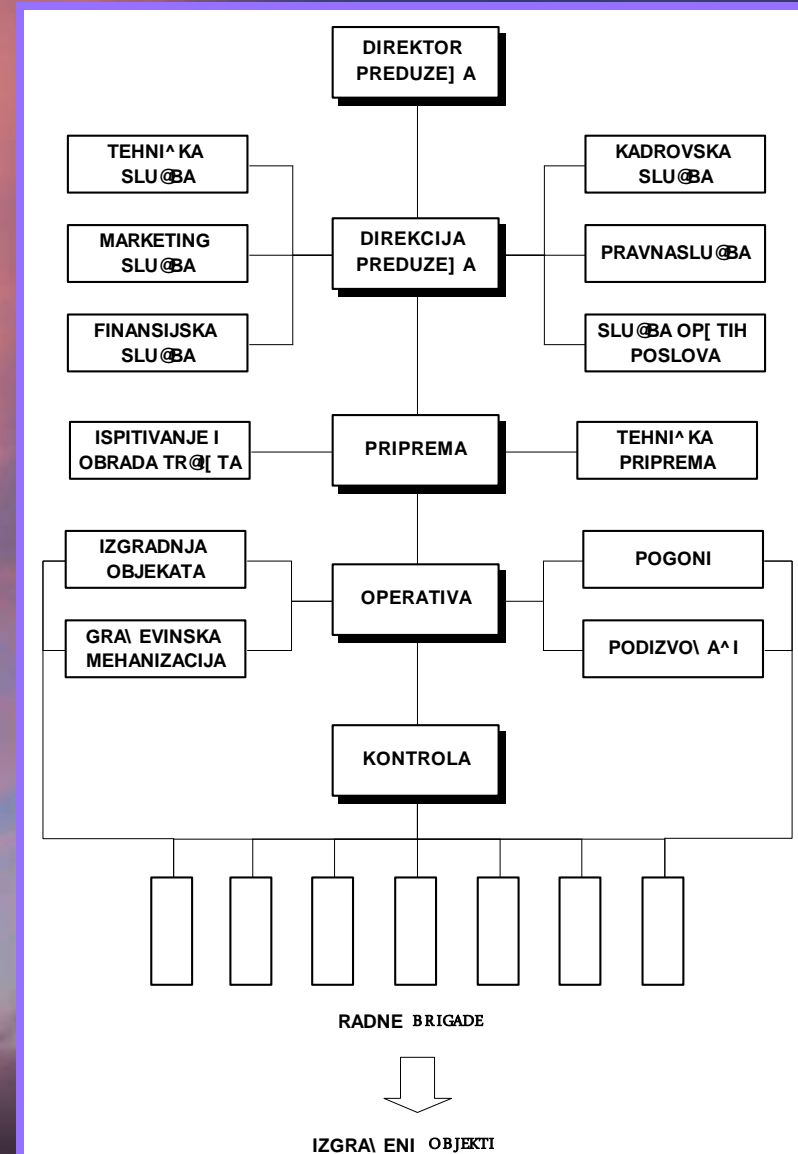 DIREKTOR
PREDUZE] A
TEHNI^ KA
SLU@BA
KADROVSKA
SLU@BA
MARKETING
SLU@BA
DIREKCIJA
PREDUZE] A
PRAVNASLU@BA
FINANSIJSKA
SLU@BA
SLU@BA OP[ TIH
POSLOVA
ISPITIVANJE I
OBRADA TR@I[ TA
PRIPREMA
TEHNI^ KA
PRIPREMA
IZGRADNJA
OBJEKATA
OPERATIVA
POGONI
GRA\ EVINSKA
MEHANIZACIJA
PODIZVO\ A^ I
KONTROLA
RADNE BRIGADE
IZGRA\ ENI OBJEKTI